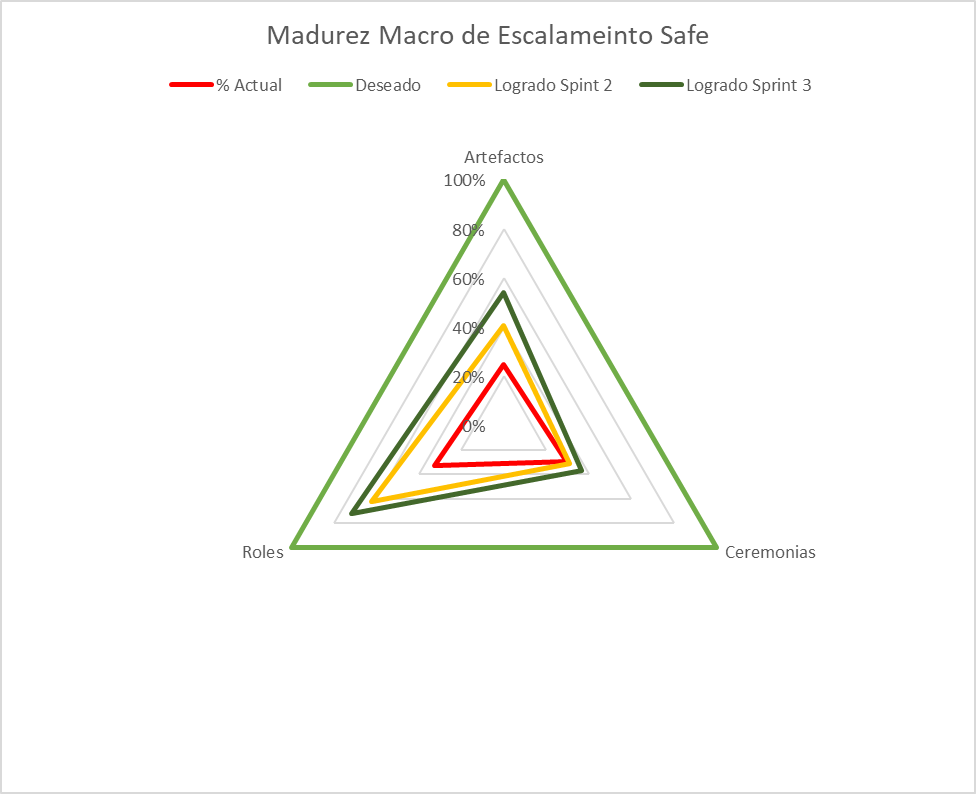 Madurez Macro de Escalameinto Safe
% Actual Deseado Logrado Spint 2 Logrado Sprint 3
Artefactos
100%
80%
60%
40%
20%
0%
Roles
Ceremonias